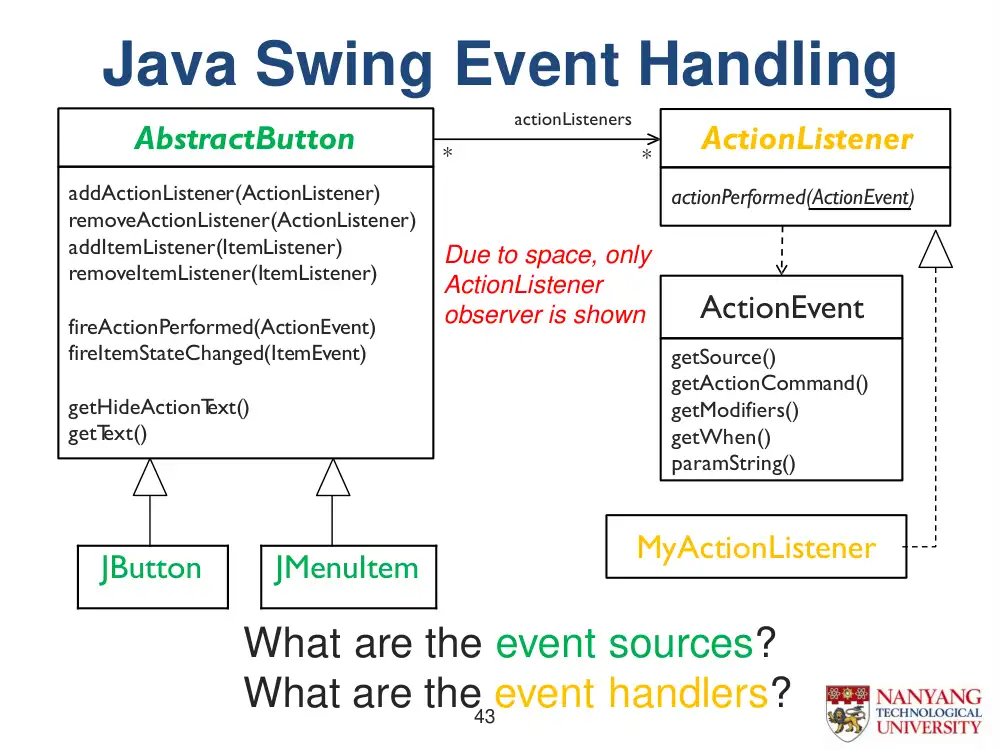 Java Swing Event Handling
AbstractButton
addActionListener(ActionListener)
removeActionListener(ActionListener)
addItemListener(ItemListener)
removeItemListener(ItemListener)
fireActionPerformed(ActionEvent)
fireItemStateChanged(ItemEvent)
getHideActionText()
getText()
actionListeners
*
*
ActionListener
actionPerformed(ActionEvent)
Due to space, only
ActionListener
observer is shown
ActionEvent
getSource()
getActionCommand()
getModifiers()
getWhen()
paramString()
JButton
JMenuItem
MyActionListener
What are the event sources?
What are the event handlers?
43
NANYANG
TECHNOLOGICAL
UNIVERSITY